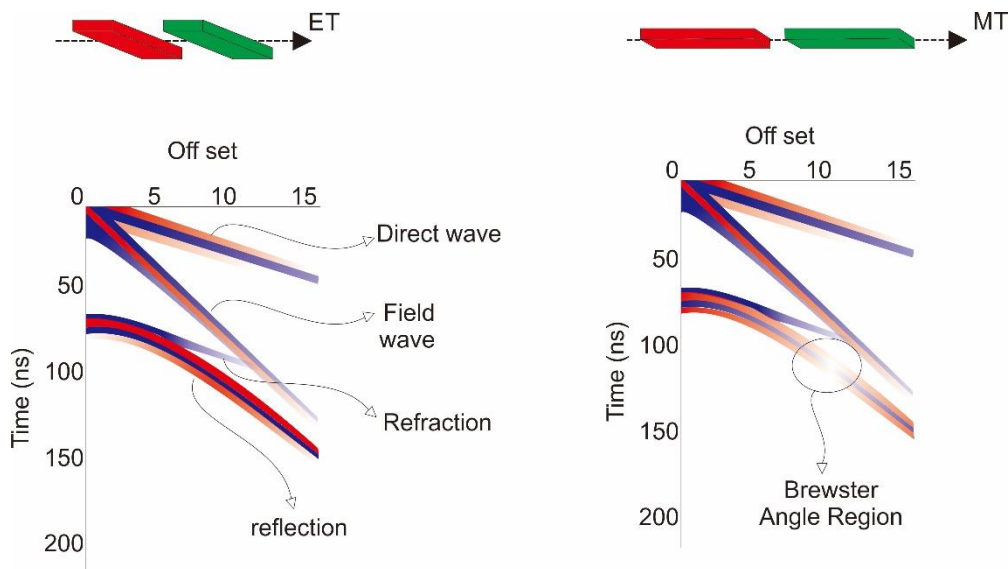 ET
Off set
0 5 10 15
50
100
150
200
Time (ns)
Direct wave
Field
wave
Refraction
reflection
MT
Off set
0 5 10 15
50
100
150
200
Time (ns)
Brewster
Angle Region